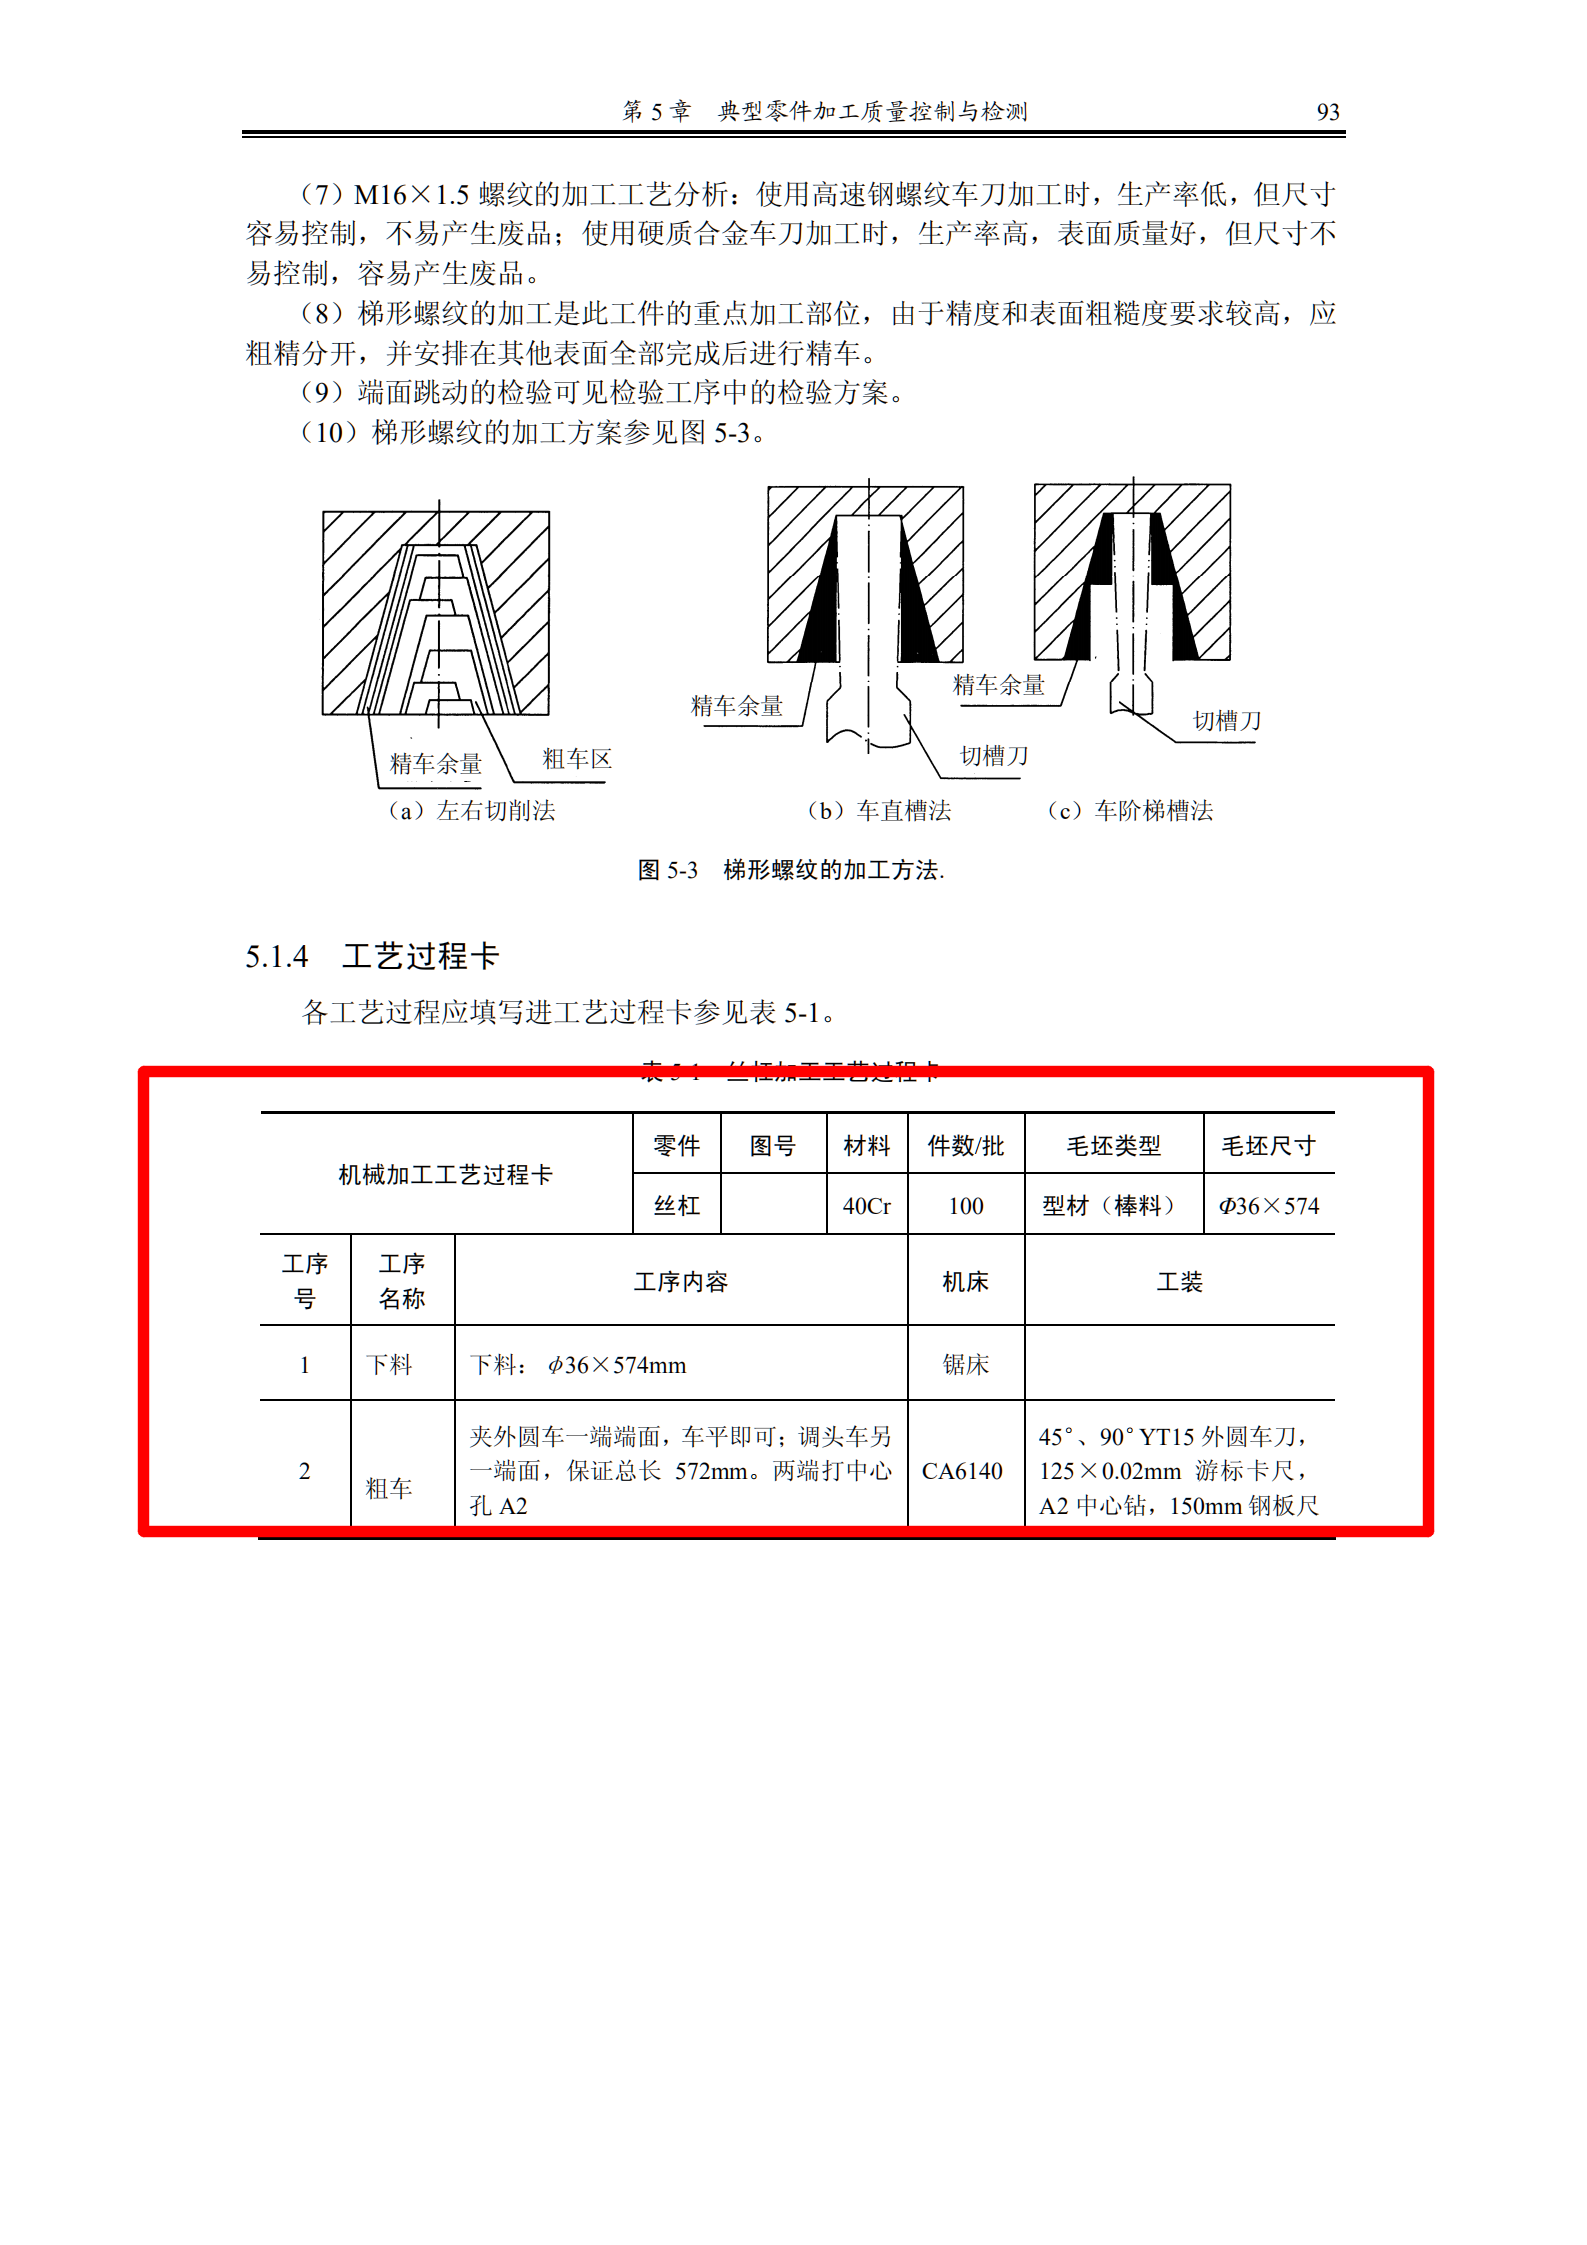 第 5 章 典型零件加工质量控制与检测 93
（7）M16×1.5 螺纹的加工工艺分析：使用高速钢螺纹车刀加工时，生产率低，但尺寸
容易控制，不易产生废品；使用硬质合金车刀加工时，生产率高，表面质量好，但尺寸不
易控制，容易产生废品。
（8）梯形螺纹的加工是此工件的重点加工部位，由于精度和表面粗糙度要求较高，应
粗精分开，并安排在其他表面全部完成后进行精车。
（9）端面跳动的检验可见检验工序中的检验方案。
（10）梯形螺纹的加工方案参见图 5-3。
精车余量
粗车区
精车余量
切槽刀
精车余量
切槽刀
（a）左右切削法 （b）车直槽法 （c）车阶梯槽法
图 5-3 梯形螺纹的加工方法.
5.1.4 工艺过程卡
各工艺过程应填写进工艺过程卡参见表 5-1。
表 5-1 丝杠加工工艺过程卡
机械加工工艺过程卡
零件 图号 材料 件数/批 毛坯类型 毛坯尺寸
丝杠 40Cr 100 型材（棒料） Φ36×574
工序
号
工序
名称
工序内容 机床 工装
1 下料 下料：ϕ36×574mm 锯床
2
粗车
夹外圆车一端端面，车平即可；调头车另
一端面，保证总长 572mm。两端打中心
孔 A2
CA6140
45°、90°YT15 外圆车刀，
125×0.02mm 游标卡尺，
A2 中心钻，150mm 钢板尺